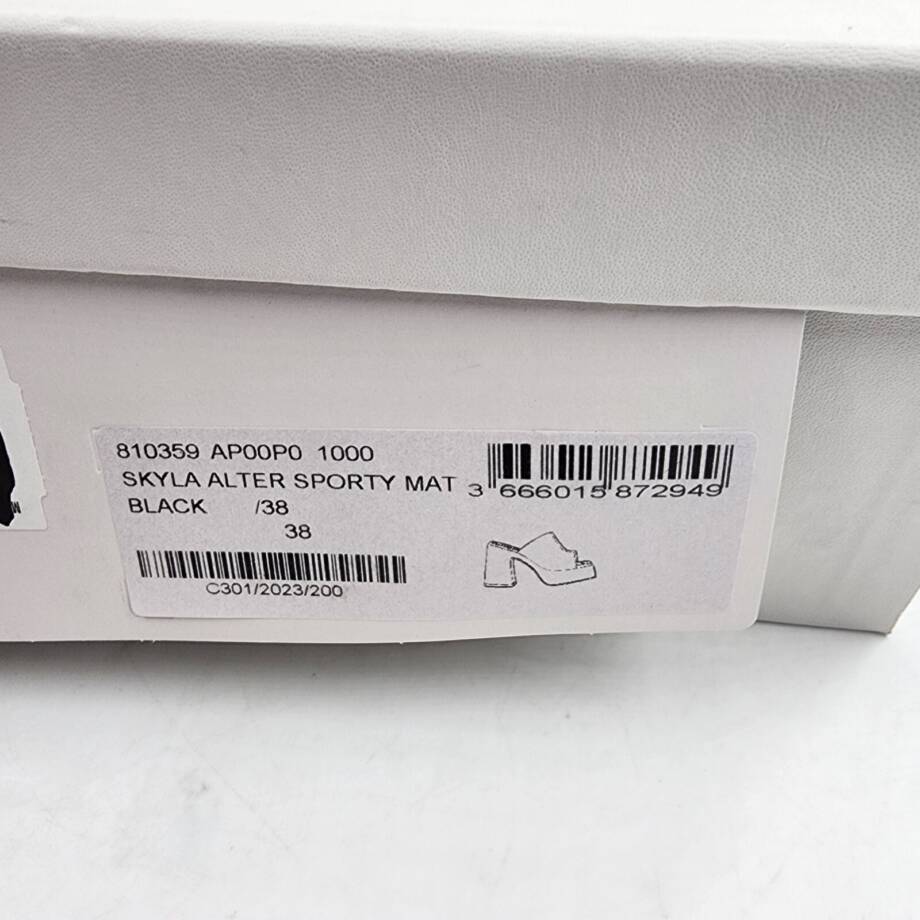 810359 AP00P0 1000
SKYLA ALTER SPORTY MAT
BLACK /38
38
C301/2023/200
3 666015 872949